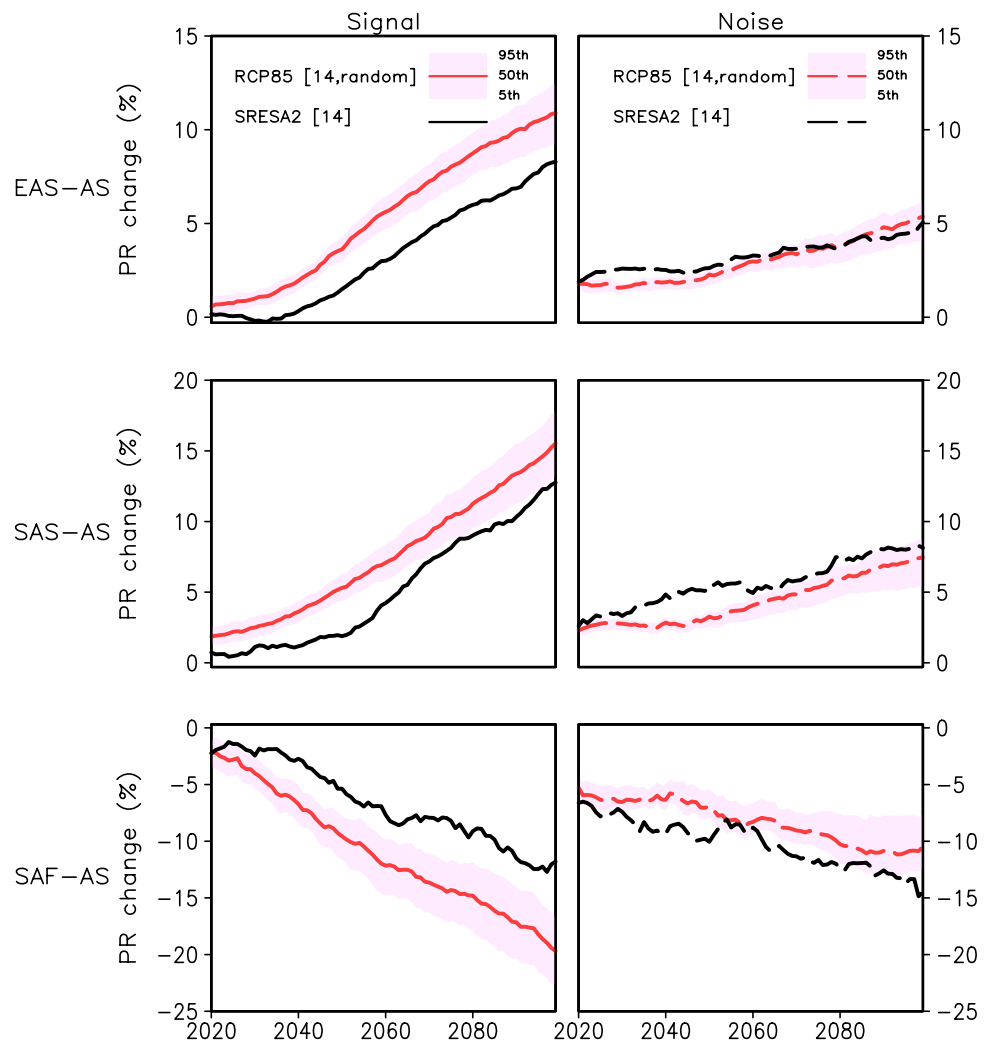 Signal
Noise
EAS-AS
PR change (%)
15
10
5
0
RCP85 [14,random]
95th
50th
5th
SRESA2 [14]
RCP85 [14,random]
95th
50th
5th
SRESA2 [14]
15
10
5
0
SAS-AS
PR change (%)
20
15
10
5
0
20
15
10
5
0
SAF-AS
PR change (%)
0
-5
-10
-15
-20
-25
0
-5
-10
-15
-20
-25
2020 2040 2060 2080
2020 2040 2060 2080